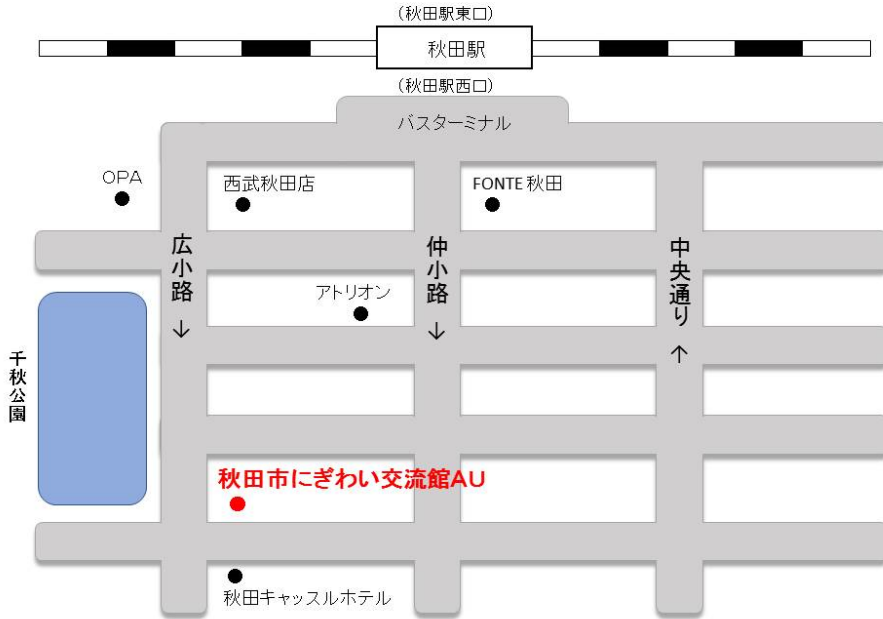 (秋田駅東口)
秋田駅
(秋田駅西口)
バスターミナル
OPA
西武秋田店
FONTE 秋田
広小路 ↓
仲小路 ↓
中央通り ↑
アトリオン
千秋公園
秋田市にぎわい交流館AU
秋田キャッスルホテル